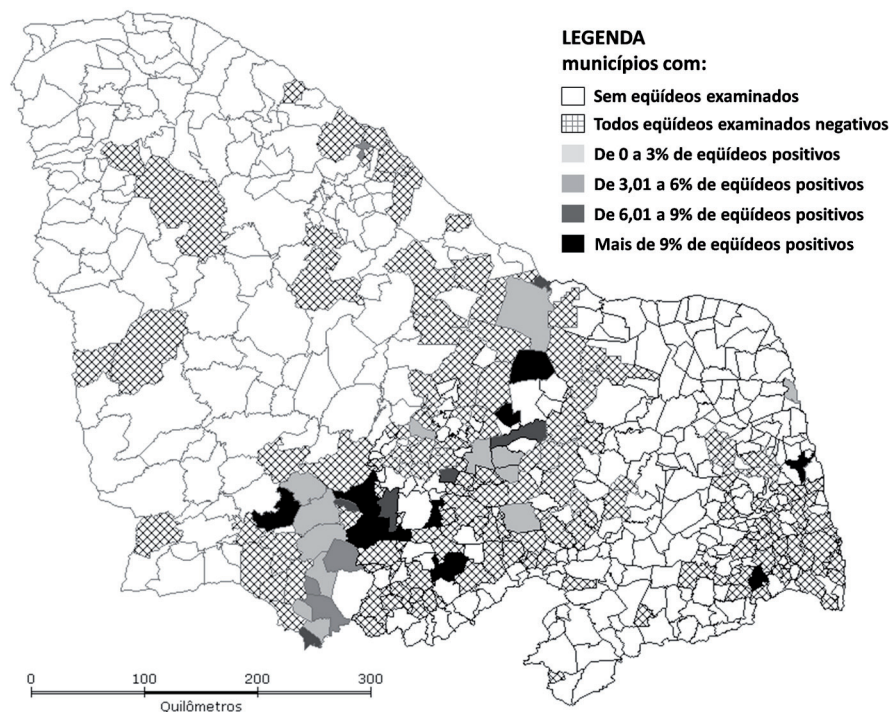 LEGENDA
municípios com:
Sem eqüídeos examinados
Todos eqüídeos examinados negativos
De 0 a 3% de eqüídeos positivos
De 3,01 a 6% de eqüídeos positivos
De 6,01 a 9% de eqüídeos positivos
Mais de 9% de eqüídeos positivos
0 100 200 300
Quilômetros